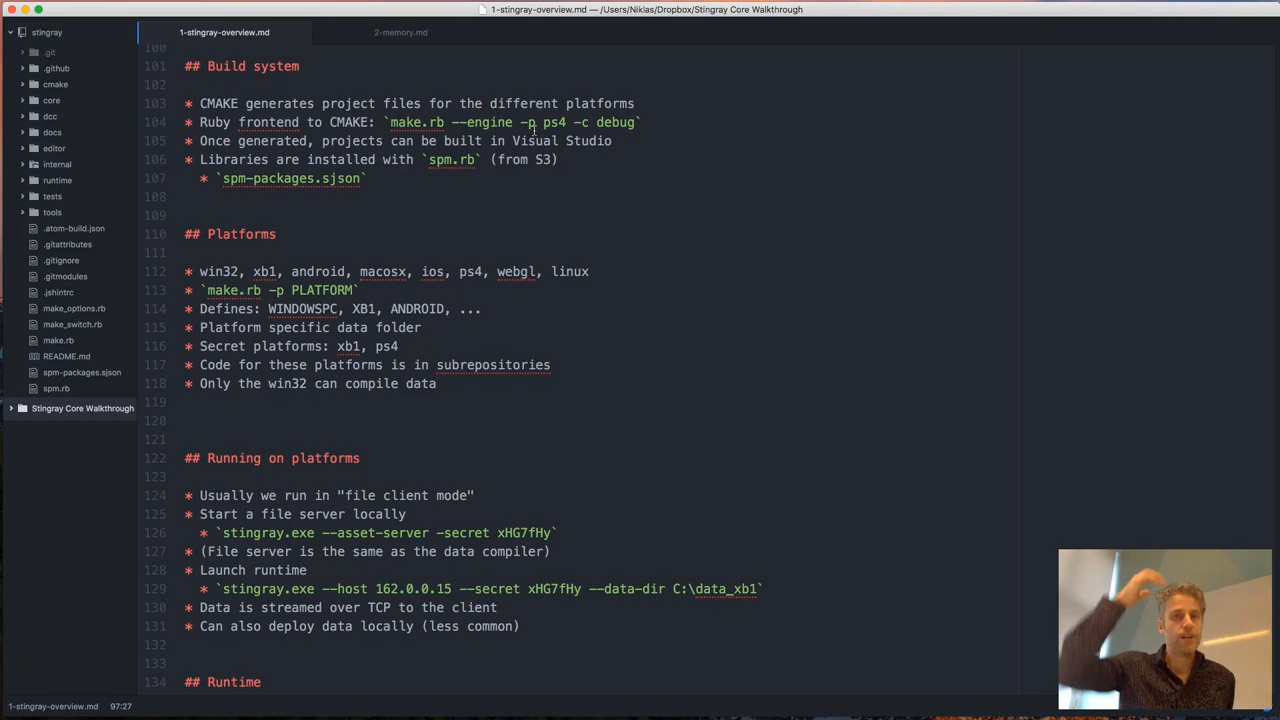 1-stingray-overview.md — /Users/Niklas/Dropbox/Stingray Core Walkthrough
stingray
1-stingray-overview.md
2-memory.md
.git
.github
cmake
core
dcc
docs
editor
internal
runtime
tests
tools
.atom-build.json
.gitattributes
.gitignore
.gitmodules
.jshintrc
make_options.rb
make_switch.rb
make.rb
README.md
spm-packages.sjson
spm.rb
Stingray Core Walkthrough
100
101 ## Build system
102
103 * CMAKE generates project files for the different platforms
104 * Ruby frontend to CMAKE: `make.rb --engine -p ps4 -c debug`
105 * Once generated, projects can be built in Visual Studio
106 * Libraries are installed with `spm.rb` (from S3)
107 * `spm-packages.sjson`
108
109
110 ## Platforms
111
112 * win32, xb1, android, macosx, ios, ps4, webgl, linux
113 * `make.rb -p PLATFORM`
114 * Defines: WINDOWSPC, XB1, ANDROID, ...
115 * Platform specific data folder
116 * Secret platforms: xb1, ps4
117 * Code for these platforms is in subrepositories
118 * Only the win32 can compile data
119
120
121
122 ## Running on platforms
123
124 * Usually we run in "file client mode"
125 * Start a file server locally
126 * `stingray.exe --asset-server -secret xHG7fHy`
127 * (File server is the same as the data compiler)
128 * Launch runtime
129 * `stingray.exe --host 162.0.0.15 --secret xHG7fHy --data-dir C:\data_xb1`
130 * Data is streamed over TCP to the client
131 * Can also deploy data locally (less common)
132
133
134 ## Runtime
1-stingray-overview.md 97:27